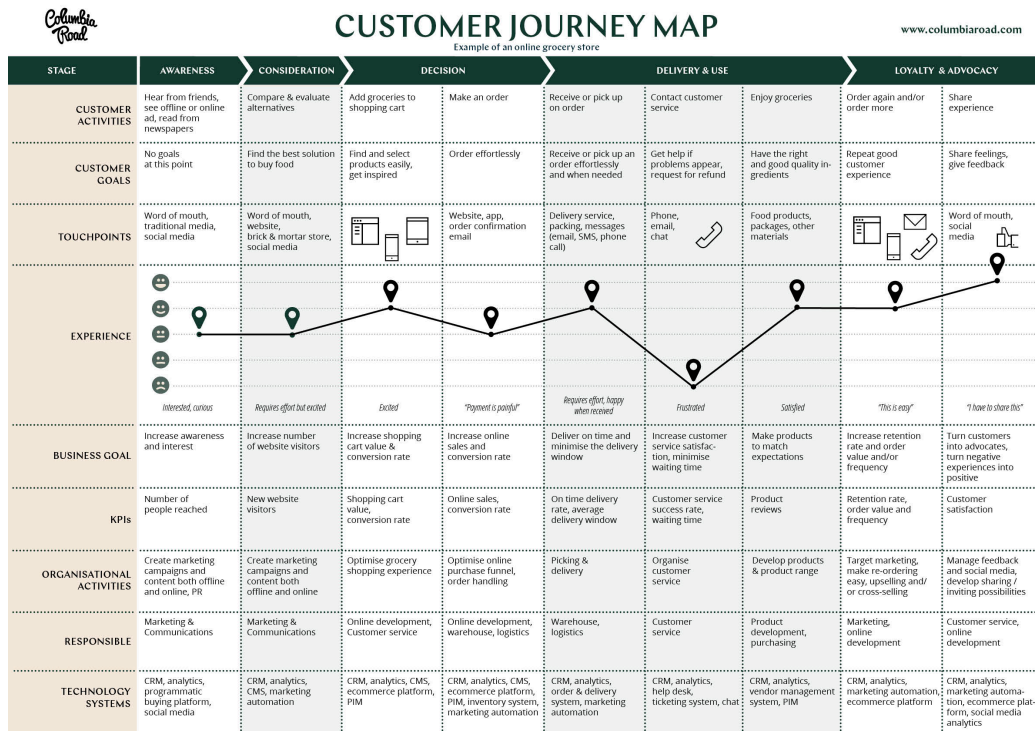 Columbia
Road
CUSTOMER JOURNEY MAP
Example of an online grocery store
www.columbiaroad.com
STAGE
AWARENESS
CONSIDERATION
DECISION
DELIVERY & USE
LOYALTY & ADVOCACY
CUSTOMER
ACTIVITIES
Hear from friends,
see offline or online
ad, read from
newspapers
Compare & evaluate
alternatives
Add groceries to
shopping cart
Make an order
Receive or pick up
on order
Contact customer
service
Enjoy groceries
Order again and/or
order more
Share
experience
CUSTOMER
GOALS
No goals
at this point
Find the best solution
to buy food
Find and select
products easily,
get inspired
Order effortlessly
Receive or pick up an
order effortlessly
and when needed
Get help if
problems appear,
request for refund
Have the right
and good quality in-
gredients
Repeat good
customer
experience
Share feelings,
give feedback
TOUCHPOINTS
Word of mouth,
traditional media,
social media
Word of mouth,
website,
brick & mortar store,
social media
Website, app,
order confirmation
email
Delivery service,
packing, messages
(email, SMS, phone
call)
Phone,
email,
chat
Food products,
packages, other
materials
Word of mouth,
social
media
EXPERIENCE
Interested, curious
Requires effort but excited
Excited
"Payment is painful"
Requires effort, happy
when received
Frustrated
Satisfied
"This is easy"
"I have to share this"
BUSINESS GOAL
Increase awareness
and interest
Increase number
of website visitors
Increase shopping
cart value &
conversion rate
Increase online
sales and
conversion rate
Deliver on time and
minimise the delivery
window
Increase customer
service satisfac-
tion, minimise
waiting time
Make products
to match
expectations
Increase retention
rate and order
value and/or
frequency
Turn customers
into advocates,
turn negative
experiences into
positive
KPIs
Number of
people reached
New website
visitors
Shopping cart
value,
conversion rate
Online sales,
conversion rate
On time delivery
rate, average
delivery window
Customer service
success rate,
waiting time
Product
reviews
Retention rate,
order value and
frequency
Customer
satisfaction
ORGANISATIONAL
ACTIVITIES
Create marketing
campaigns and
content both offline
and online, PR
Create marketing
campaigns and
content both
offline and online
Optimise grocery
shopping experience
Optimise online
purchase funnel,
order handling
Picking &
delivery
Organise
customer
service
Develop products
& product range
Target marketing,
make re-ordering
easy, upselling and/
or cross-selling
Manage feedback
and social media,
develop sharing /
inviting possibilities
RESPONSIBLE
Marketing &
Communications
Marketing &
Communications
Online development,
Customer service
Online development,
warehouse, logistics
Warehouse,
logistics
Customer
service
Product
development,
purchasing
Marketing,
online
development
Customer service,
online
development
TECHNOLOGY
SYSTEMS
CRM, analytics,
programmatic
buying platform,
social media
CRM, analytics,
CMS, marketing
automation
CRM, analytics, CMS,
ecommerce platform,
PIM
CRM, analytics, CMS,
ecommerce platform,
PIM, inventory system,
marketing automation
CRM, analytics,
order & delivery
system, marketing
automation
CRM, analytics,
help desk,
ticketing system, chat
CRM, analytics,
vendor management
system, PIM
CRM, analytics,
marketing automation,
ecommerce platform
CRM, analytics,
marketing automa-
tion, ecommerce plat-
form, social media
analytics